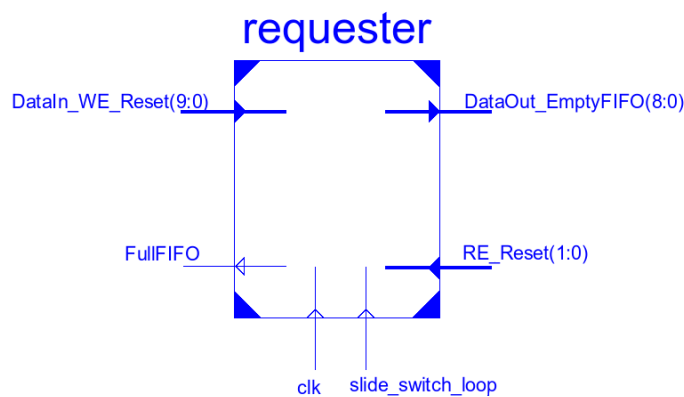 requester
DataIn_WE_Reset(9:0)
DataOut_EmptyFIFO(8:0)
FullFIFO
RE_Reset(1:0)
clk
slide_switch_loop